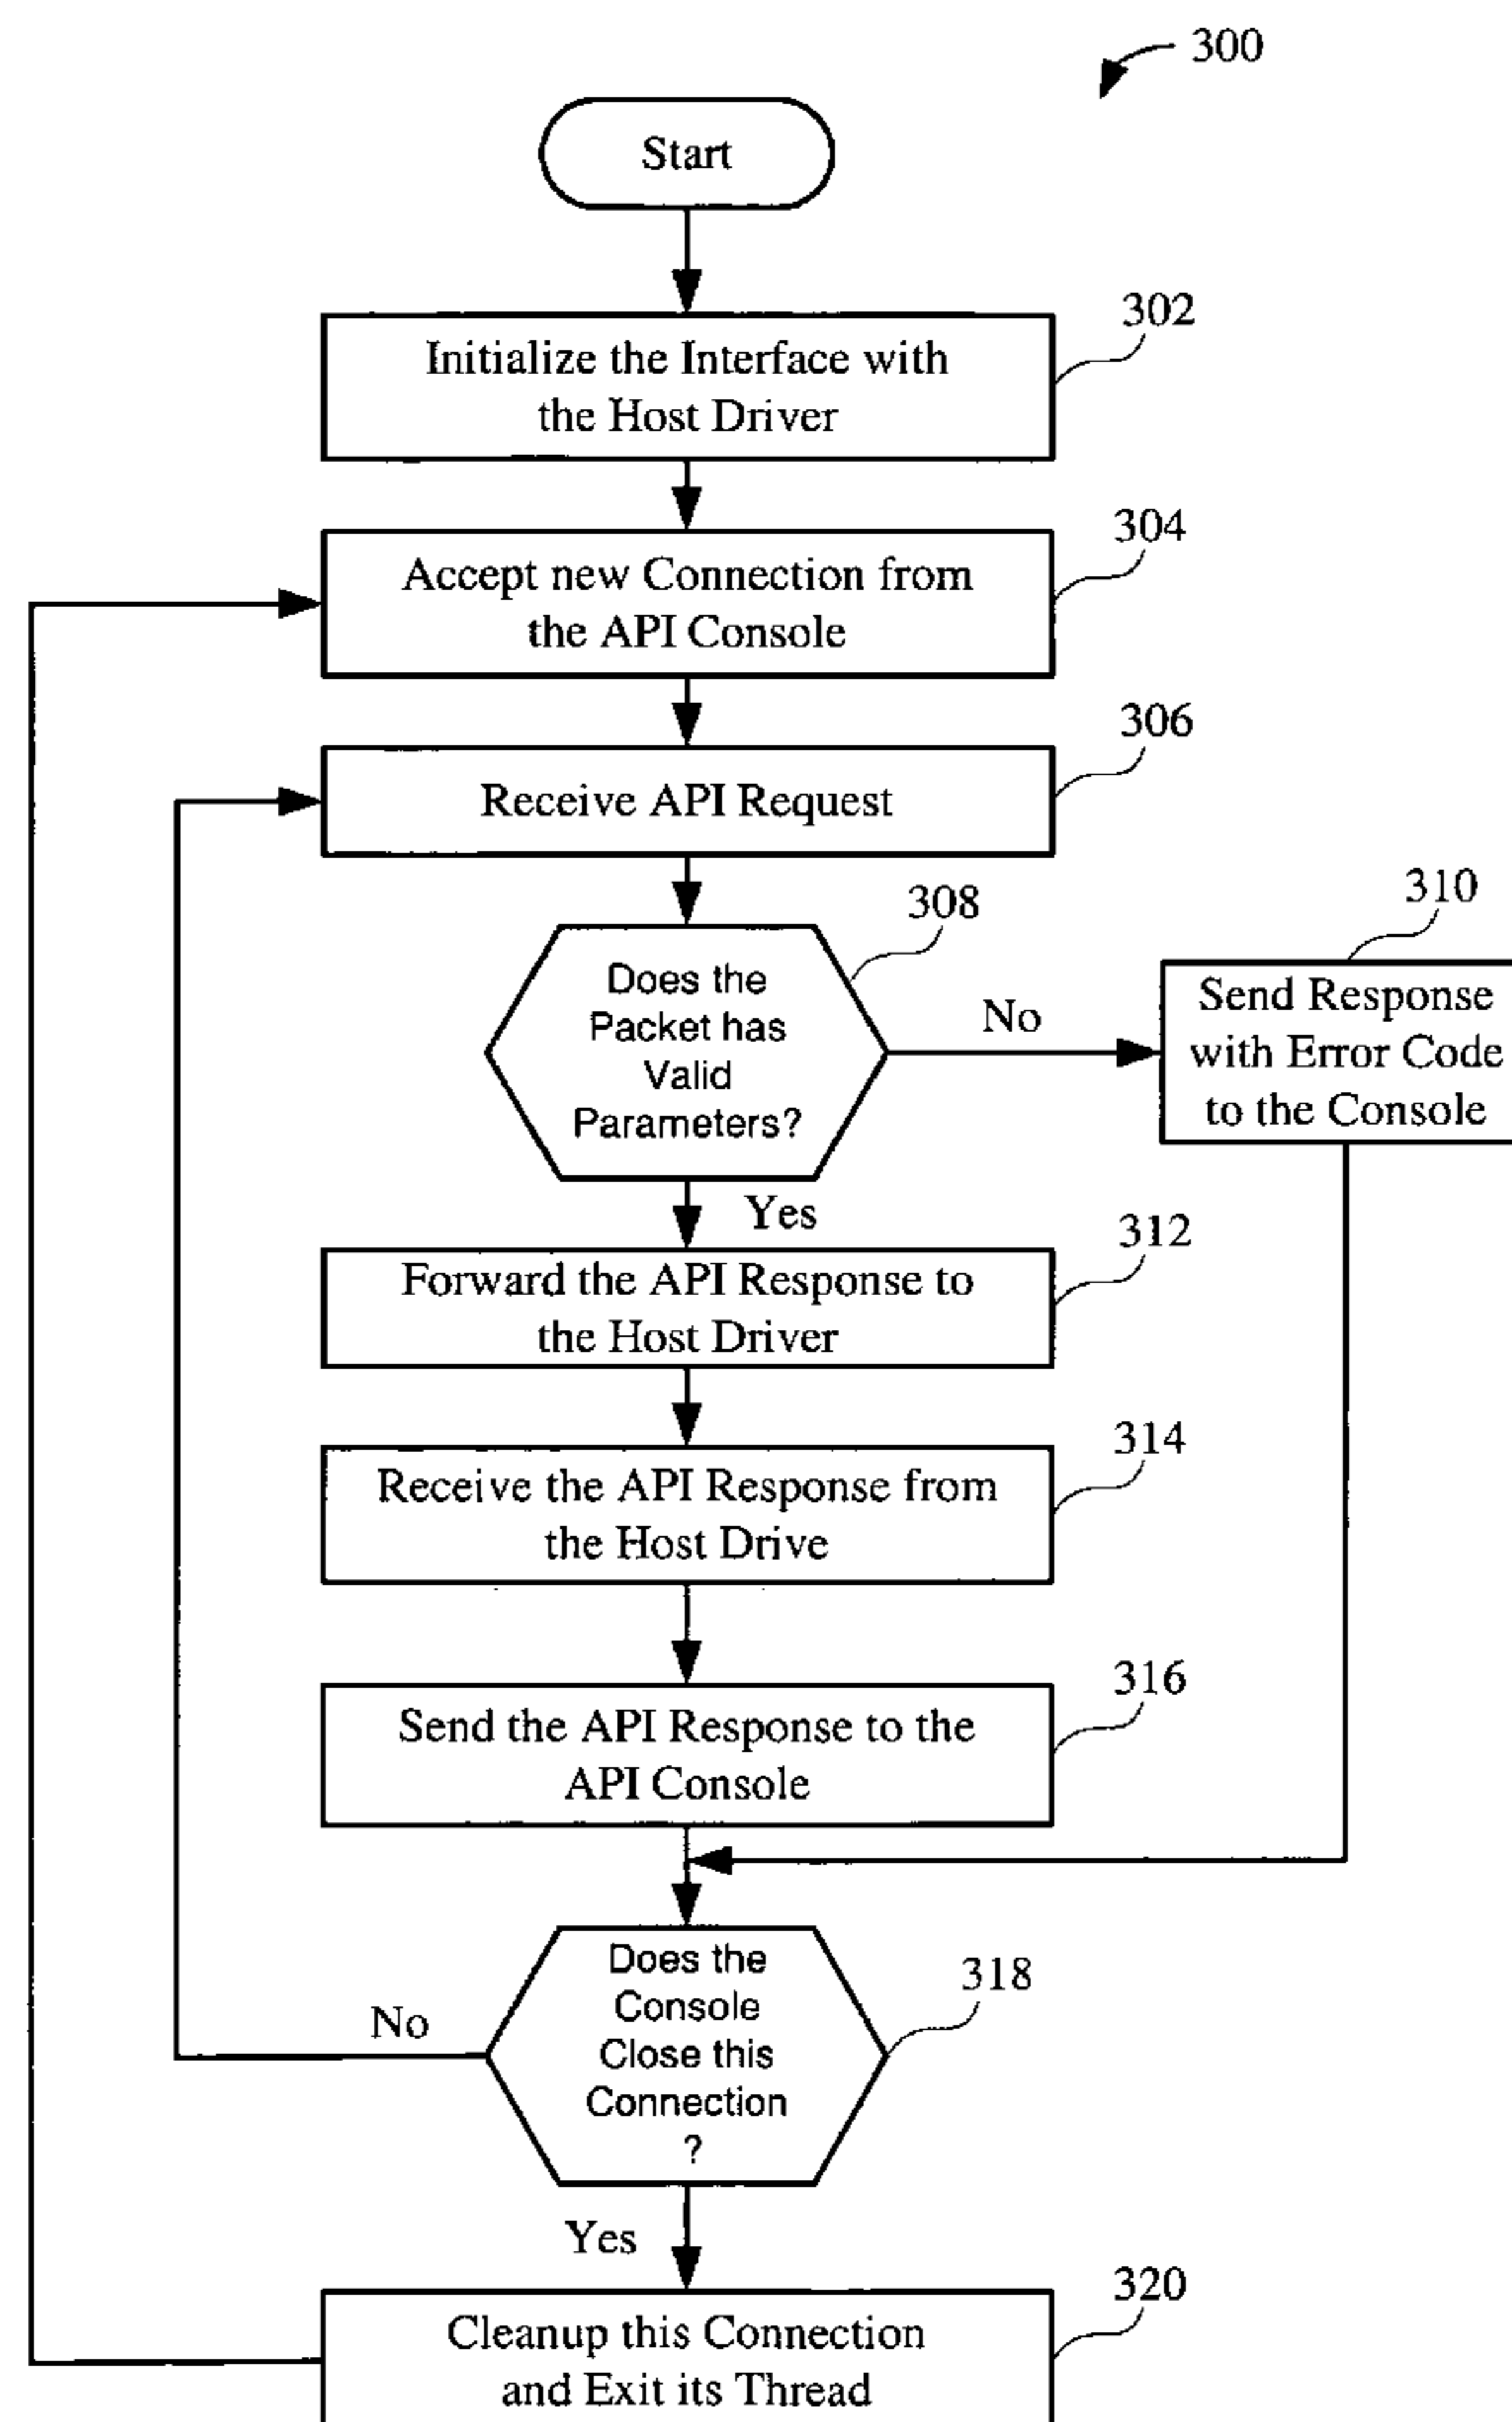 300
Start
302
Initialize the Interface with
the Host Driver
304
Accept new Connection from
the API Console
306
Receive API Request
308
Does the
Packet has
Valid
Parameters?
No
310
Send Response
with Error Code
to the Console
Yes
312
Forward the API Response to
the Host Driver
314
Receive the API Response from
the Host Drive
316
Send the API Response to the
API Console
318
Does the
Console
Close this
Connection
?
No
Yes
320
Cleanup this Connection
and Exit its Thread